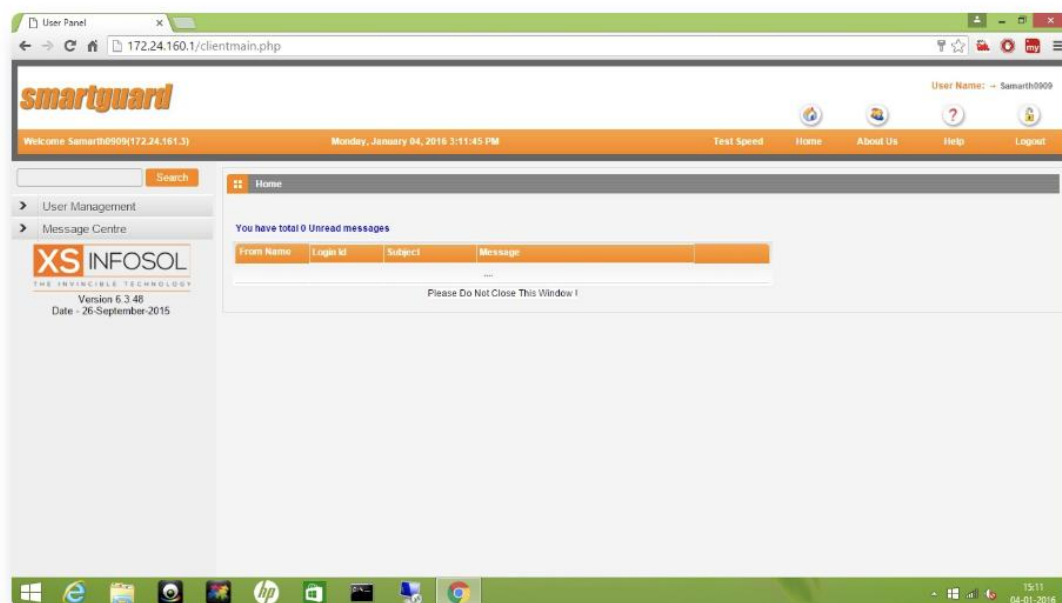 User Panel
172.24.160.1/clientmain.php
my
smartguard
User Name: → Samarth0909
Welcome Samarth0909(172.24.161.3) Monday, January 04, 2016 3:11:45 PM Test Speed Home About Us Help Logout
Search
Home
User Management
Message Centre
You have total 0 Unread messages
From Name Login Id Subject Message
....
Please Do Not Close This Window !
XS INFOSOL
THE INVINCIBLE TECHNOLOGY
Version 6.3.48
Date - 26-September-2015
hp
15:11
04-01-2016